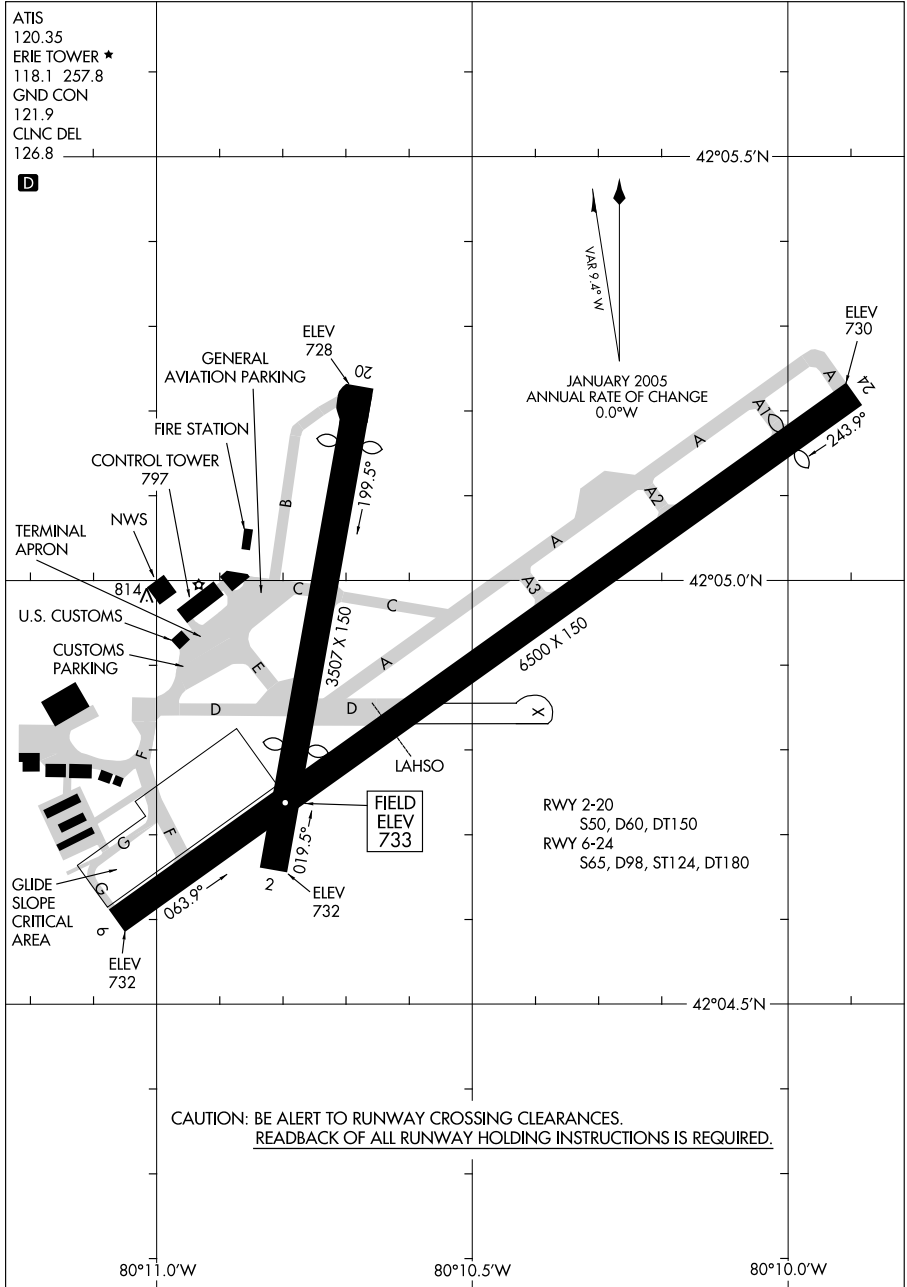 ATIS
120.35
ERIE TOWER ★
118.1 257.8
GND CON
121.9
CLNC DEL
126.8
D
42°05.5'N
VAR 9.4° W
JANUARY 2005
ANNUAL RATE OF CHANGE
0.0°W
ELEV
730
ELEV
728
20
GENERAL
AVIATION PARKING
FIRE STATION
CONTROL TOWER
797
NWS
TERMINAL
APRON
814
U.S. CUSTOMS
CUSTOMS
PARKING
A
24
A1
243.9°
A
A2
A
A3
B
199.5°
C
C
42°05.0'N
3507 X 150
6500 X 150
E
A
D
D
X
LAHSO
F
FIELD
ELEV
733
RWY 2-20
S50, D60, DT150
RWY 6-24
S65, D98, ST124, DT180
G
F
G
063.9°
019.5°
2
ELEV
732
GLIDE
SLOPE
CRITICAL
AREA
6
ELEV
732
42°04.5'N
CAUTION: BE ALERT TO RUNWAY CROSSING CLEARANCES.
READBACK OF ALL RUNWAY HOLDING INSTRUCTIONS IS REQUIRED.
80°11.0'W
80°10.5'W
80°10.0'W